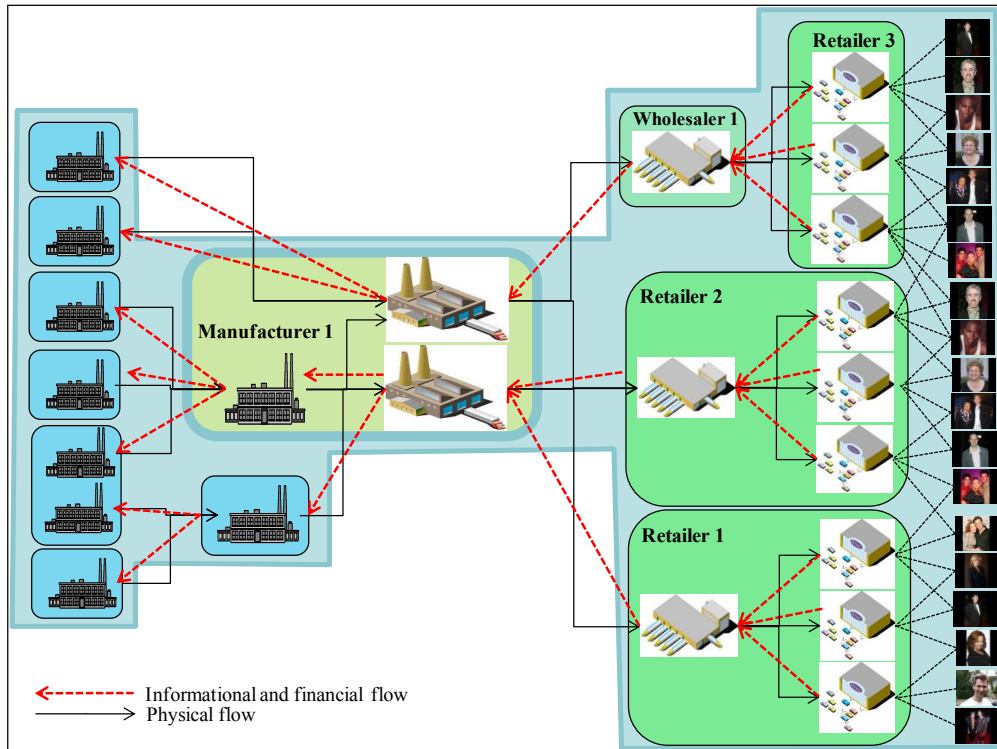 Retailer 3
Wholesaler 1
Retailer 2
Manufacturer 1
Retailer 1
Informational and financial flow
Physical flow